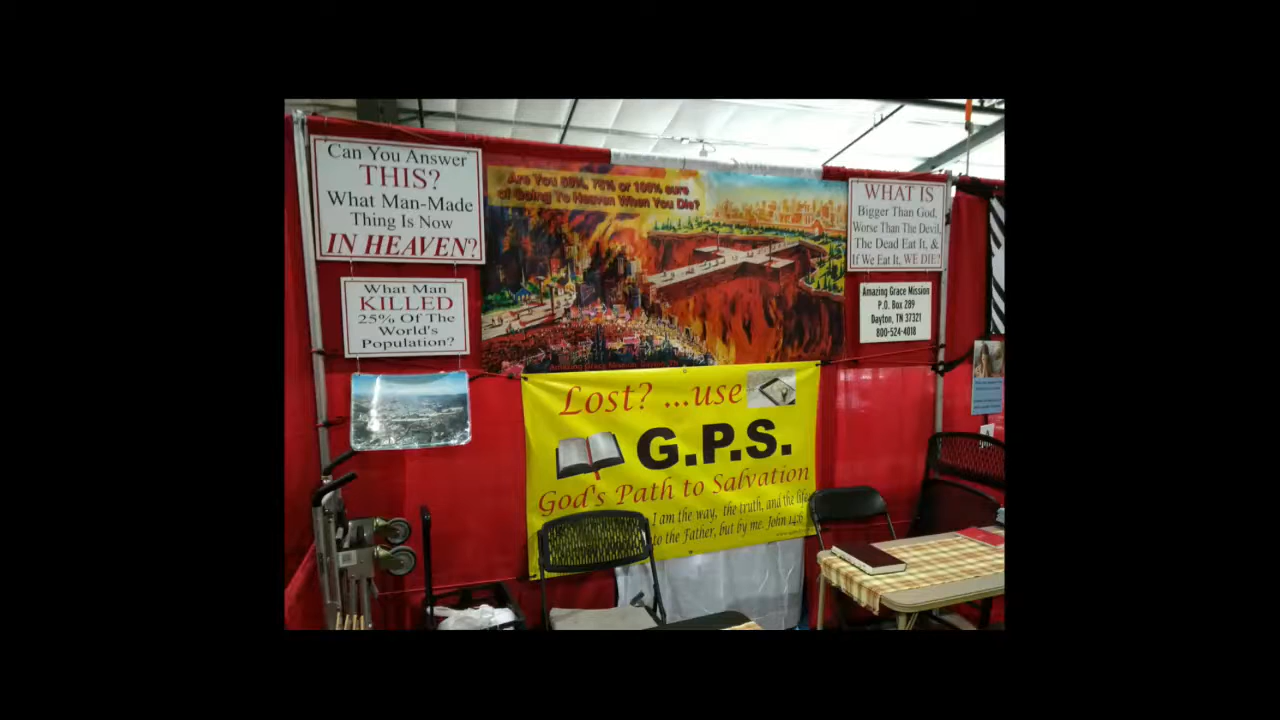 Can You Answer
THIS?
What Man-Made
Thing Is Now
IN HEAVEN?
What Man
KILLED
25% Of The
World's
Population?
Are You 50%, 75% or 100% sure
of Going To Heaven When You Die?
WHAT IS
Bigger Than God,
Worse Than The Devil,
The Dead Eat It, &
If We Eat It, WE DIE?
Amazing Grace Mission
P.O. Box 289
Dayton, TN 37321
800-524-4018
Lost? ...use
G.P.S.
God's Path to Salvation
I am the way, the truth, and the life
to the Father, but by me. John 14:6